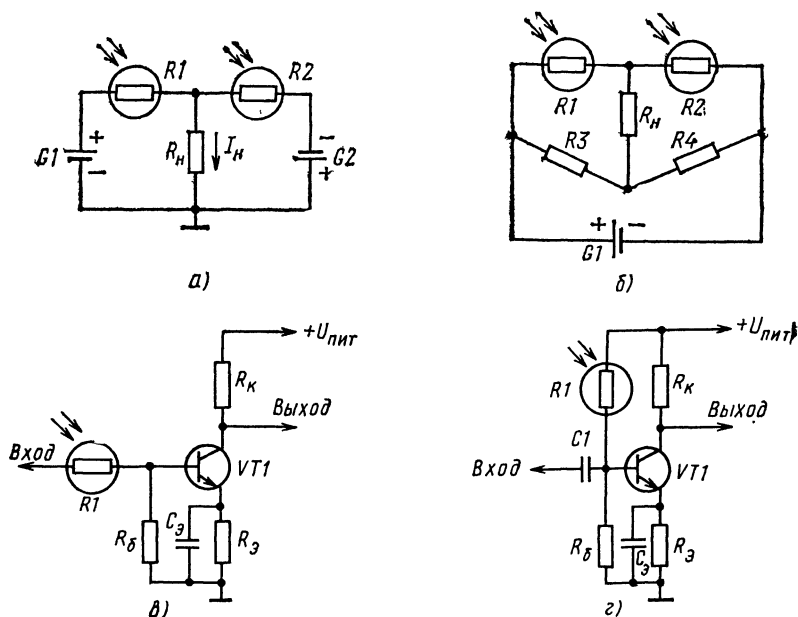 R1
R2
+
−
G1
Rн
Iн
−
+
G2
а)
R1
R2
Rн
R3
R4
+
−
G1
б)
+Uпит
Rк
Выход
Вход
R1
VT1
Rб
Cэ
Rэ
в)
+Uпит
R1
Rк
Выход
C1
Вход
VT1
Rб
Cэ
Rэ
г)